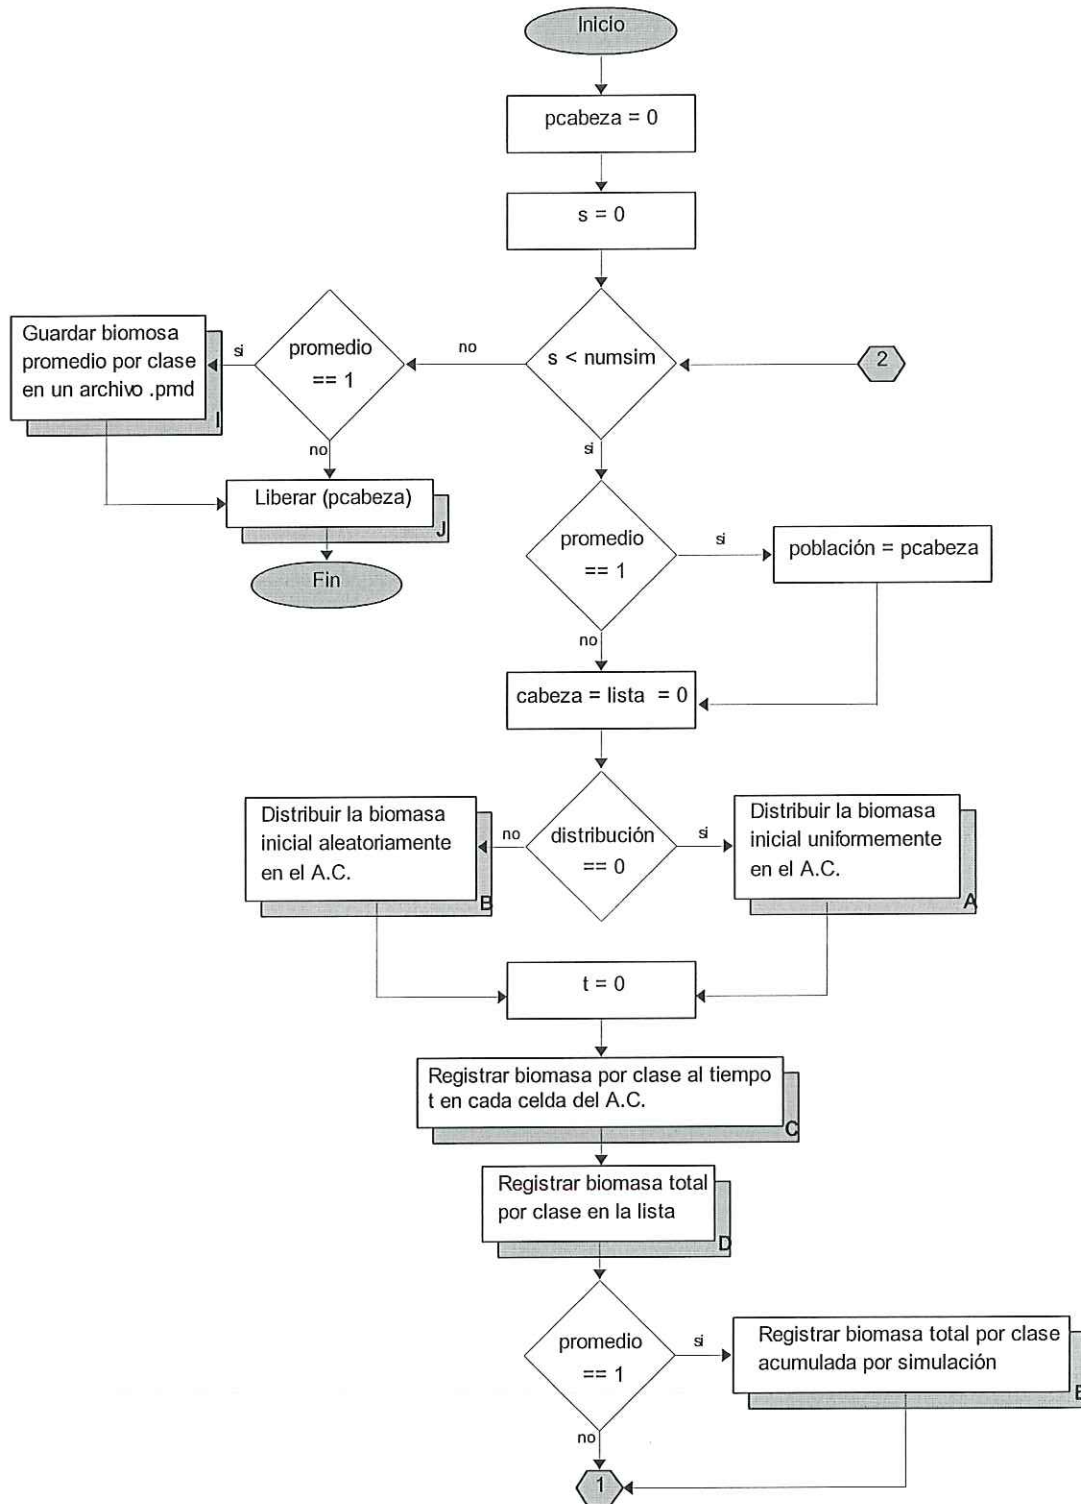 Inicio
pcabeza = 0
s = 0
s < numsim
2
no
promedio
== 1
si
Guardar biomosa
promedio por clase
en un archivo .pmd
I
no
Liberar (pcabeza)
J
Fin
si
promedio
== 1
si
población = pcabeza
no
cabeza = lista = 0
distribución
== 0
no
Distribuir la biomasa
inicial aleatoriamente
en el A.C.
B
si
Distribuir la biomasa
inicial uniformemente
en el A.C.
A
t = 0
Registrar biomasa por clase al tiempo
t en cada celda del A.C.
C
Registrar biomasa total
por clase en la lista
D
promedio
== 1
si
Registrar biomasa total por clase
acumulada por simulación
E
no
1